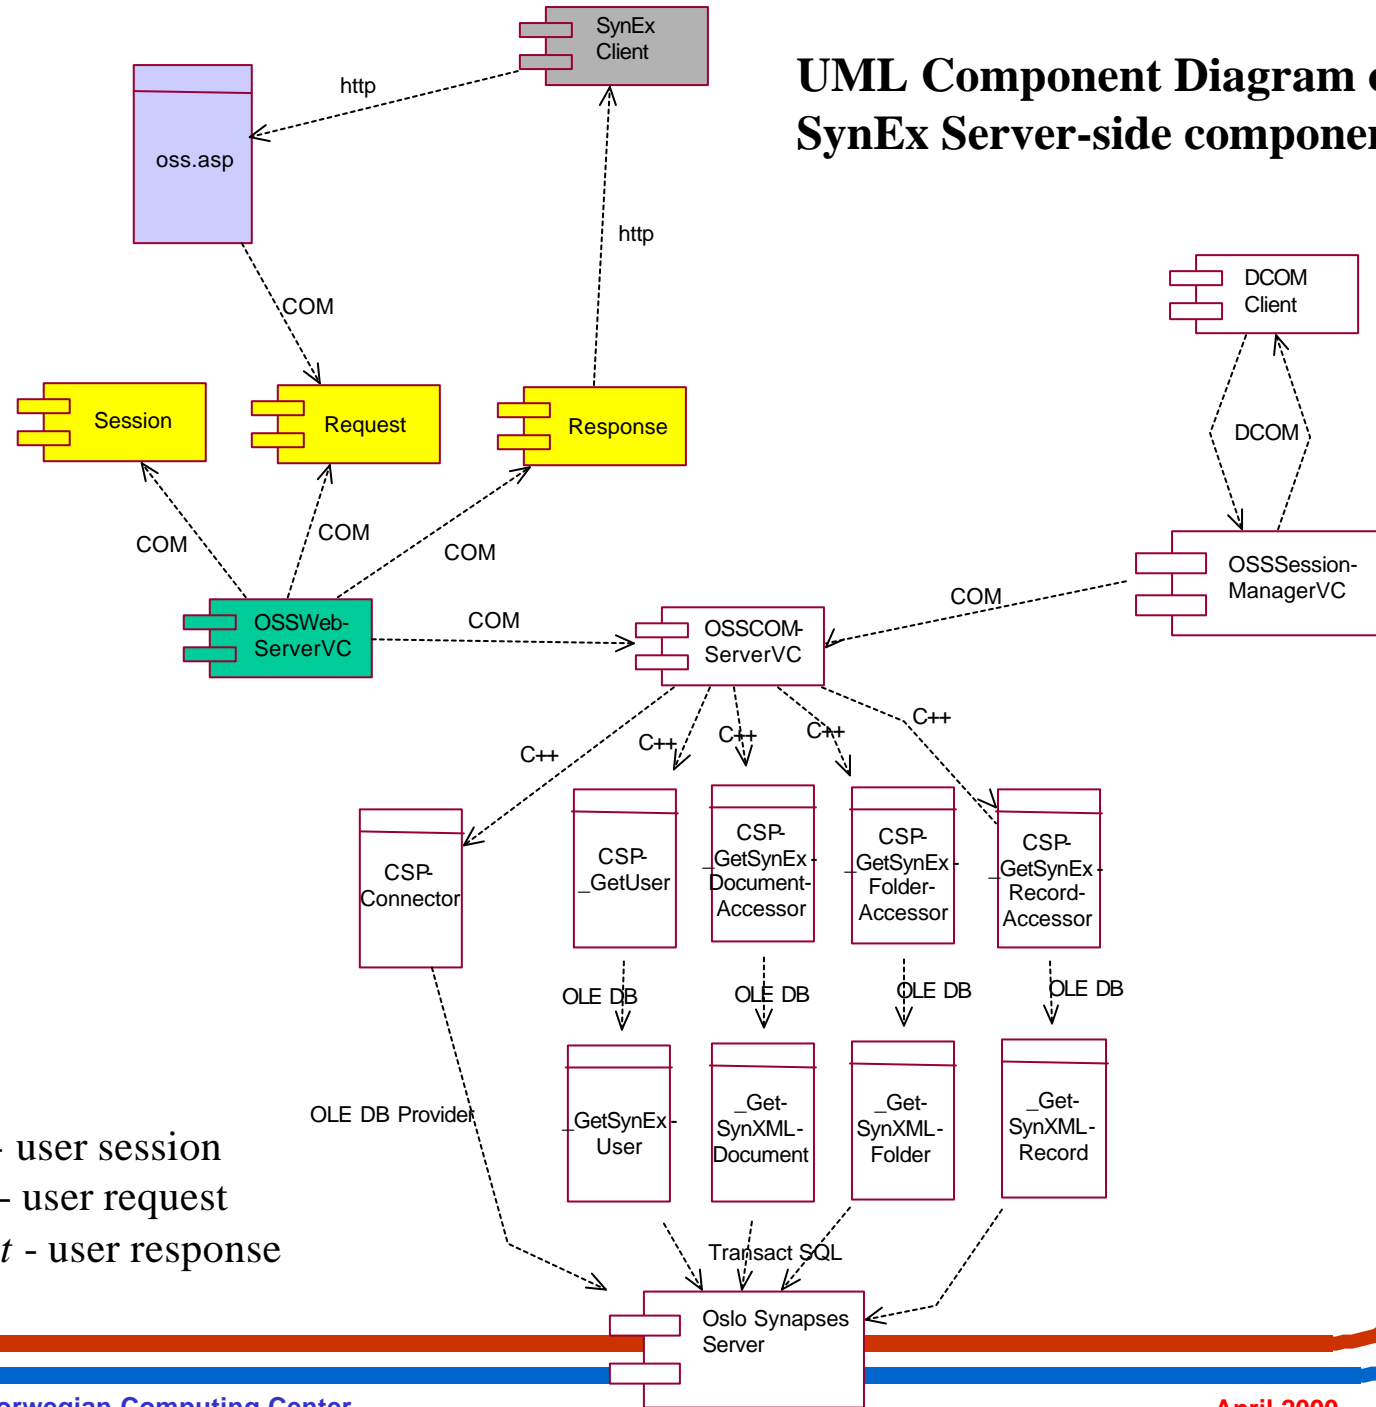 SynEx
Client
UML Component Diagram
SynEx Server-side
http
oss.asp
http
COM
DCOM
Client
Session
Request
Response
DCOM
COM
COM
COM
OSSSession-
ManagerVC
COM
OSSWeb-
ServerVC
COM
OSSCOM-
ServerVC
C++
C++
C++
C++
C++
CSP-
Connector
CSP-
_GetUser
CSP-
_GetSynEx-
Document-
Accessor
CSP-
_GetSynEx-
Folder-
Accessor
CSP-
_GetSynEx-
Record-
Accessor
OLE DB
OLE DB
OLE DB
OLE DB
OLE DB Provider
_GetSynEx-
User
_Get-
SynXML-
Document
_Get-
SynXML-
Folder
_Get-
SynXML-
Record
- user session
- user request
t - user response
Transact SQL
Oslo Synapses
Server
Computing Center
April 2000